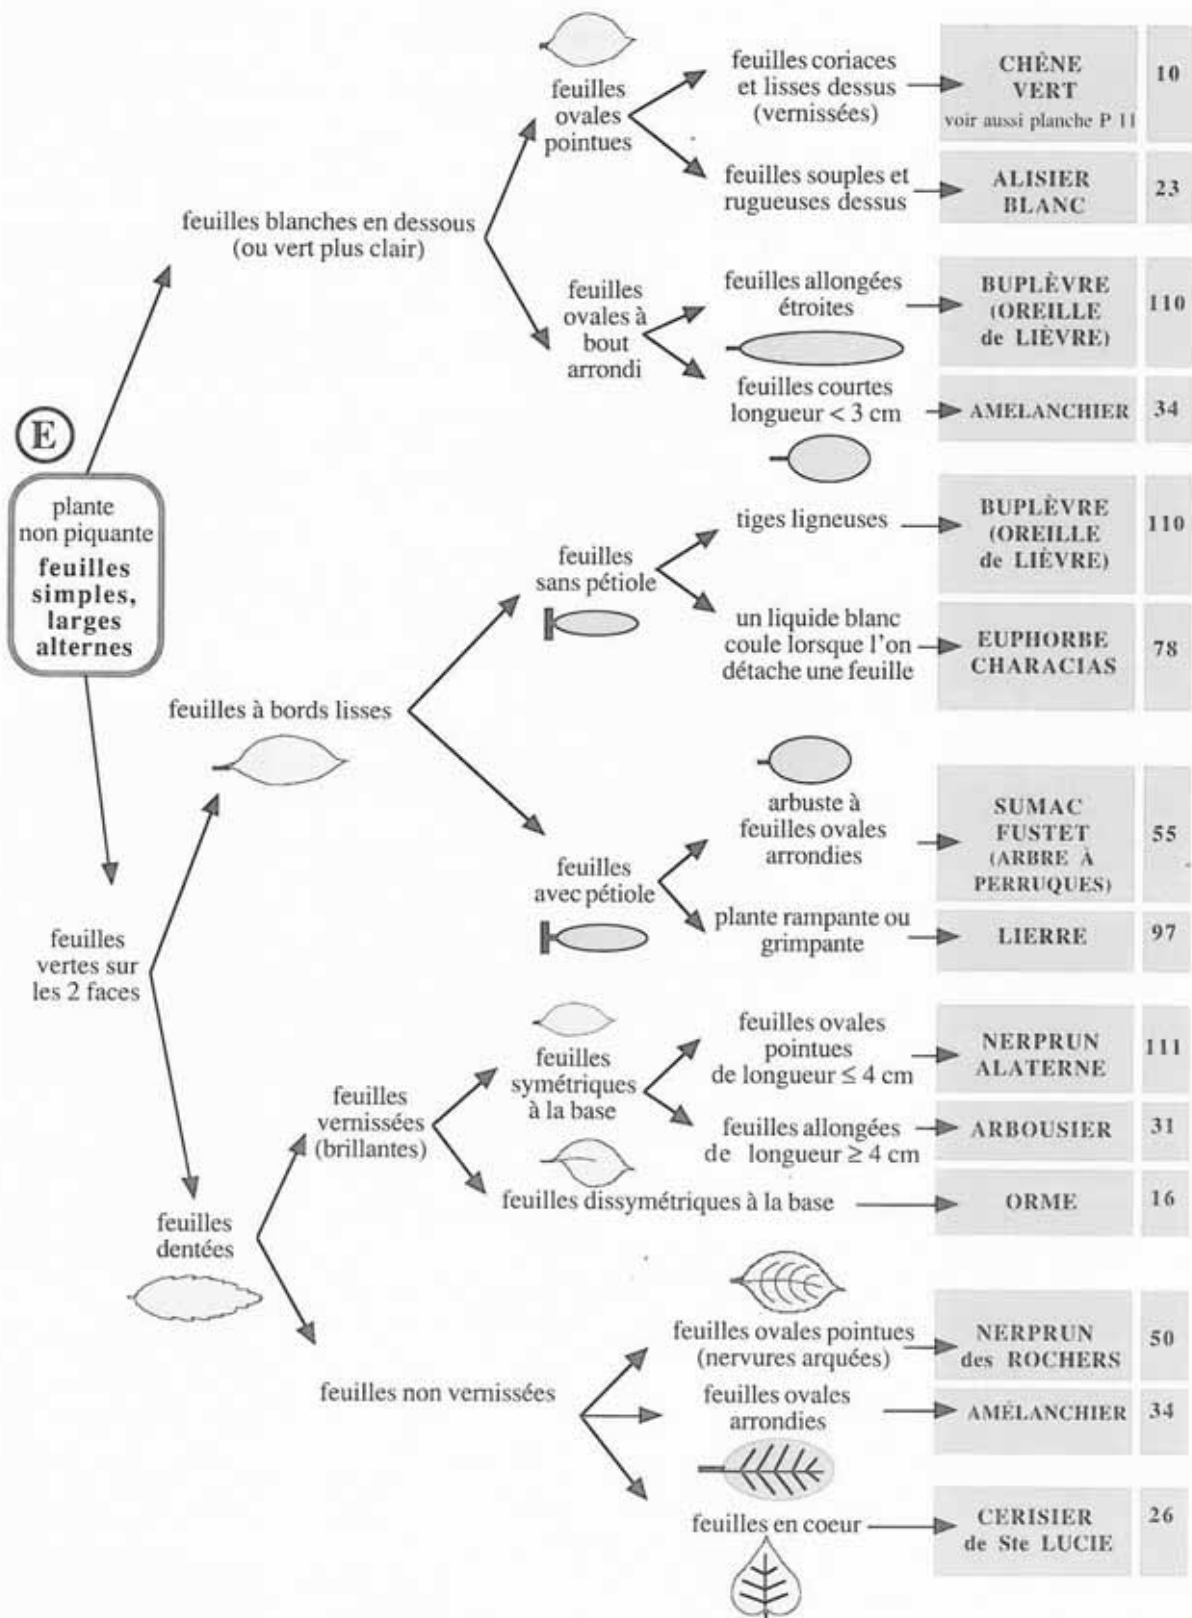 feuilles
ovales
pointues
feuilles coriaces
et lisses dessus
(vernissées)
CHÊNE
VERT
voir aussi planche P 11
10
feuilles souples et
rugueuses dessus
ALISIER
BLANC
23
feuilles blanches en dessous
(ou vert plus clair)
feuilles
ovales à
bout
arrondi
feuilles allongées
étroites
BUPLÈVRE
(OREILLE
de LIÈVRE)
110
feuilles courtes
longueur < 3 cm
AMELANCHIER
34
E
plante
non piquante
feuilles
simples,
larges
alternes
feuilles
sans pétiole
tiges ligneuses
BUPLÈVRE
(OREILLE
de LIÈVRE)
110
un liquide blanc
coule lorsque l'on
détache une feuille
EUPHORBE
CHARACIAS
78
feuilles à bords lisses
feuilles
avec pétiole
arbuste à
feuilles ovales
arrondies
SUMAC
FUSTET
(ARBRE À
PERRUQUES)
55
plante rampante ou
grimpante
LIERRE
97
feuilles
vertes sur
les 2 faces
feuilles
vernissées
(brillantes)
feuilles
symétriques
à la base
feuilles ovales
pointues
de longueur ≤ 4 cm
NERPRUN
ALATERNE
111
feuilles allongées
de longueur ≥ 4 cm
ARBOUSIER
31
feuilles dissymétriques à la base
ORME
16
feuilles
dentées
feuilles non vernissées
feuilles ovales pointues
(nervures arquées)
NERPRUN
des ROCHERS
50
feuilles ovales
arrondies
AMÉLANCHIER
34
feuilles en coeur
CERISIER
de Ste LUCIE
26